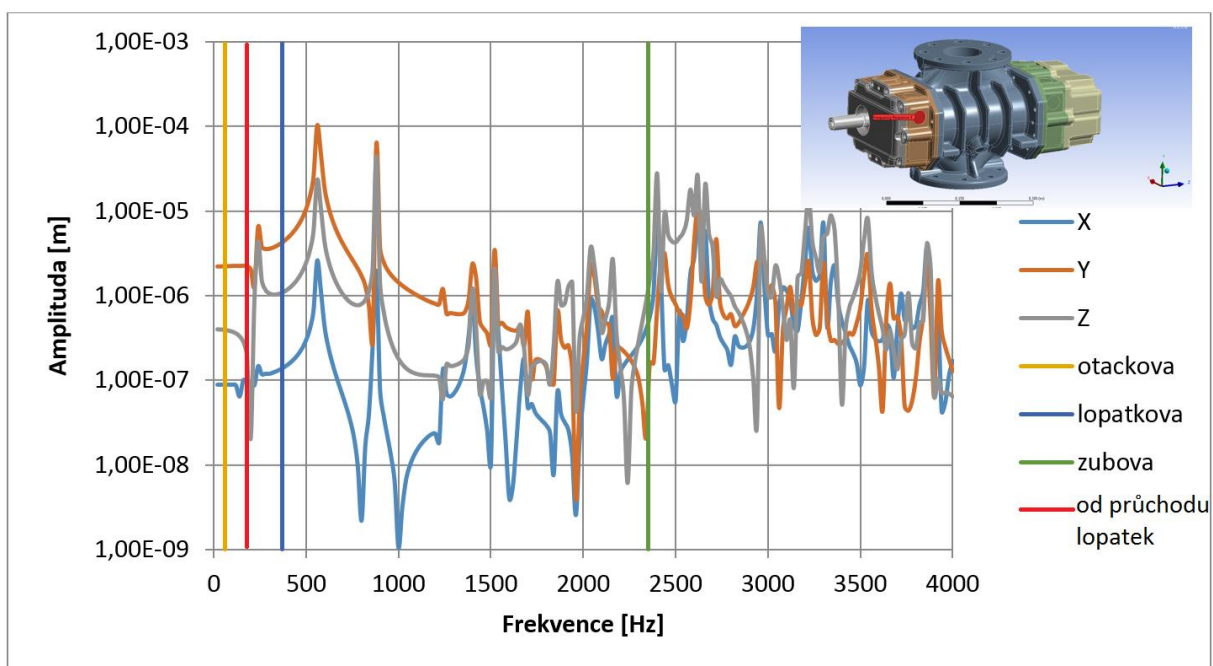 1,00E-03
1,00E-04
1,00E-05
1,00E-06
1,00E-07
1,00E-08
1,00E-09
Amplituda [m]
0 500 1000 1500 2000 2500 3000 3500 4000
Frekvence [Hz]
X
Y
Z
otackova
lopatkova
zubova
od průchodu
lopatek